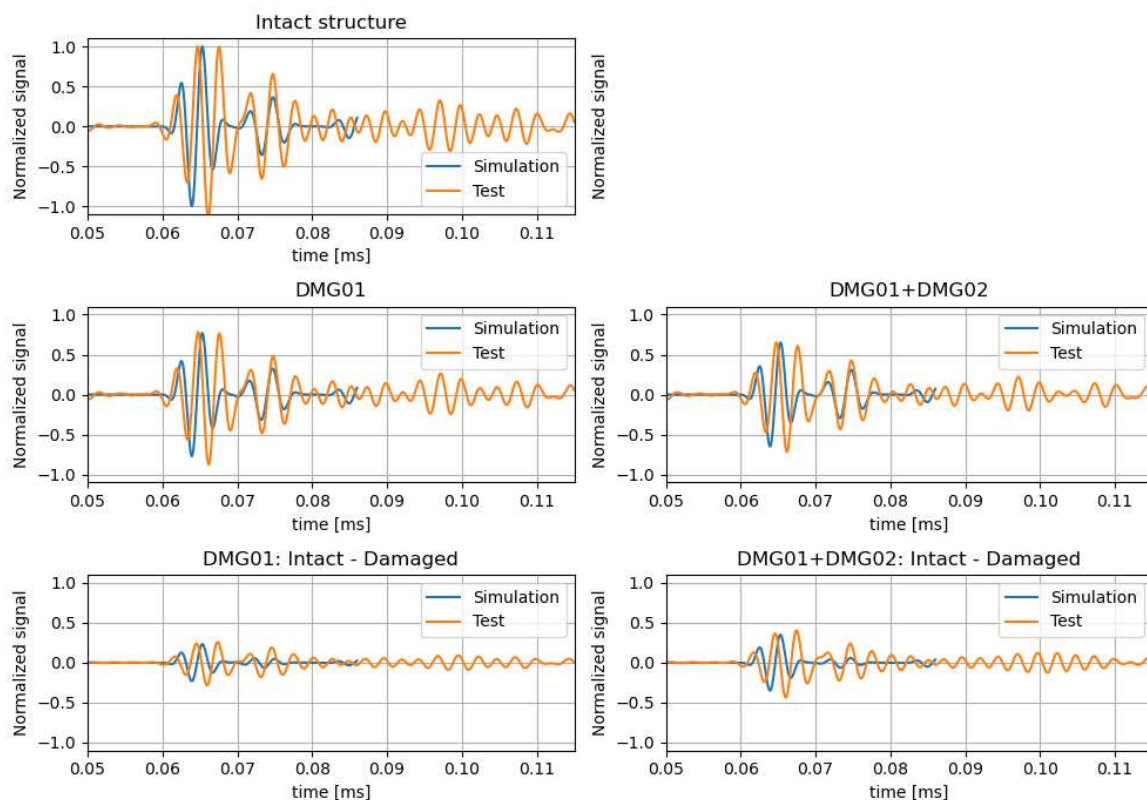 Intact structure
Normalized signal
1.0
0.5
0.0
−0.5
−1.0
Simulation
Test
0.05 0.06 0.07 0.08 0.09 0.10 0.11
time [ms]
Normalized signal
DMG01
Normalized signal
1.0
0.5
0.0
−0.5
−1.0
Simulation
Test
0.05 0.06 0.07 0.08 0.09 0.10 0.11
time [ms]
DMG01+DMG02
Normalized signal
1.0
0.5
0.0
−0.5
−1.0
Simulation
Test
0.05 0.06 0.07 0.08 0.09 0.10 0.11
time [ms]
DMG01: Intact - Damaged
Normalized signal
1.0
0.5
0.0
−0.5
−1.0
Simulation
Test
0.05 0.06 0.07 0.08 0.09 0.10 0.11
time [ms]
DMG01+DMG02: Intact - Damaged
Normalized signal
1.0
0.5
0.0
−0.5
−1.0
Simulation
Test
0.05 0.06 0.07 0.08 0.09 0.10 0.11
time [ms]